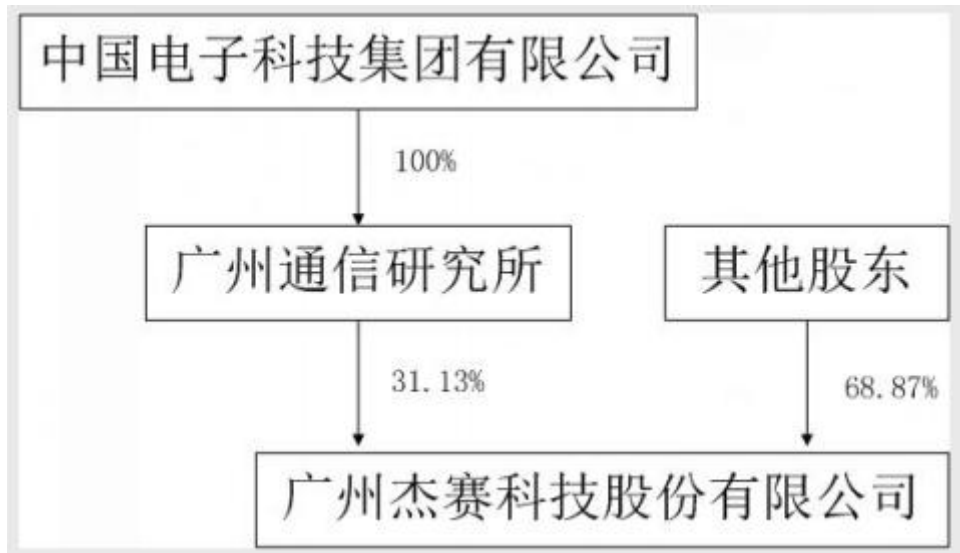 中国电子科技集团有限公司
100%
广州通信研究所
其他股东
31.13%
68.87%
广州杰赛科技股份有限公司